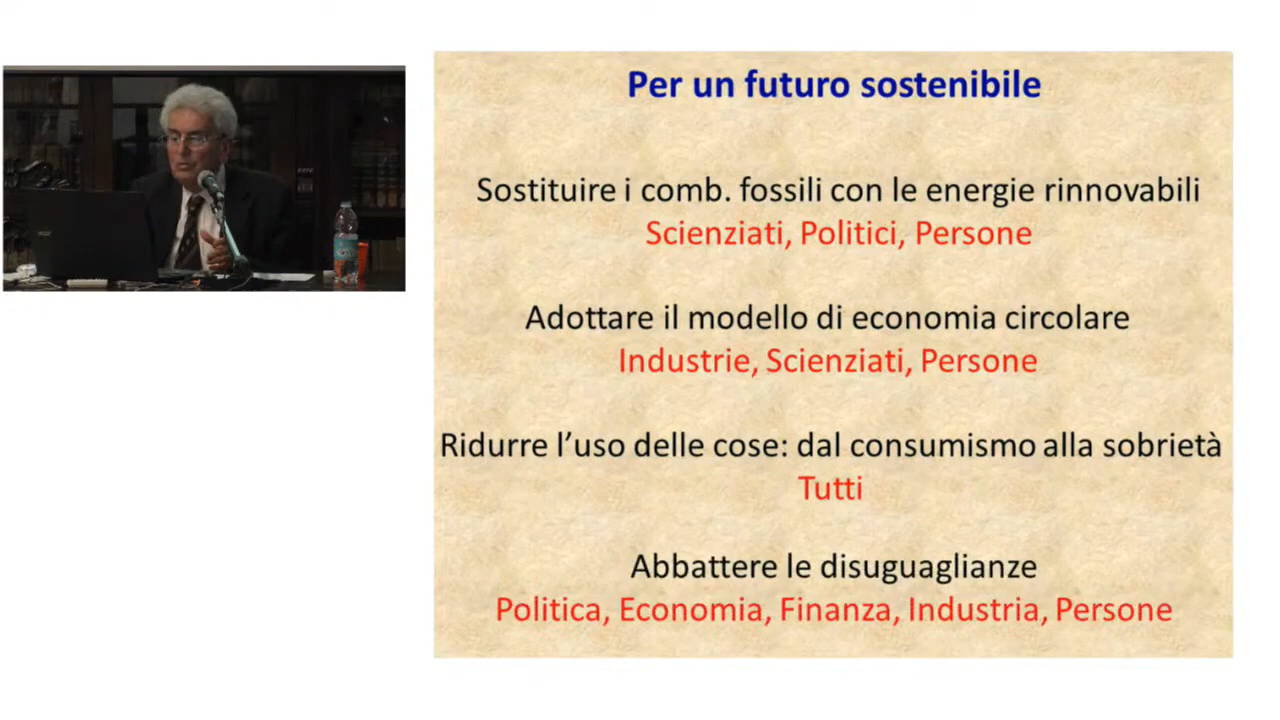 Per un futuro sostenibile
Sostituire i comb. fossili con le energie rinnovabili
Scienziati, Politici, Persone
Adottare il modello di economia circolare
Industrie, Scienziati, Persone
Ridurre l’uso delle cose: dal consumismo alla sobrietà
Tutti
Abbattere le disuguaglianze
Politica, Economia, Finanza, Industria, Persone